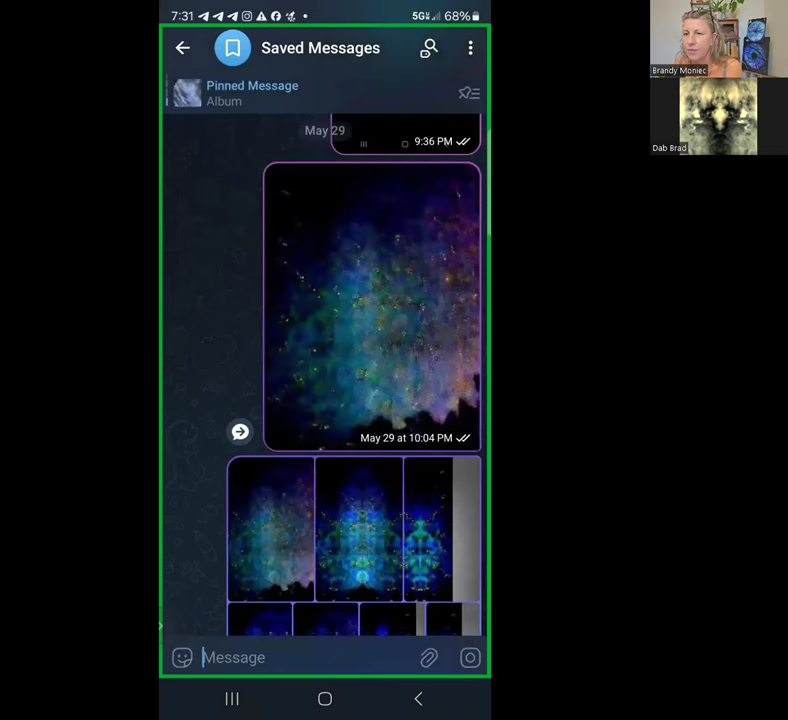 7:31
5G
68%
Saved Messages
Pinned Message
Album
May 29
9:36 PM
May 29 at 10:04 PM
Message
Brandy Moniec
Dab Brad